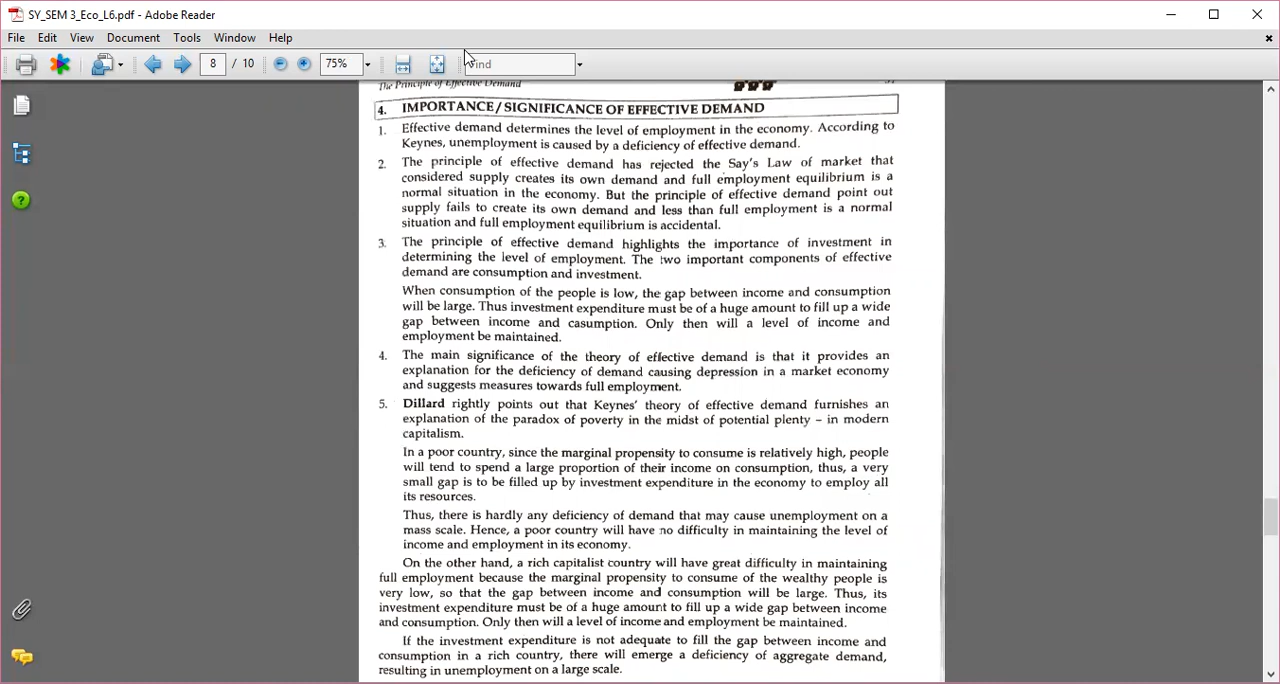 SY_SEM 3_Eco_L6.pdf - Adobe Reader
File Edit View Document Tools Window Help
8 / 10 75% ind
The Principle of Effective Demand
4. IMPORTANCE/SIGNIFICANCE OF EFFECTIVE DEMAND
1. Effective demand determines the level of employment in the economy. According to
Keynes, unemployment is caused by a deficiency of effective demand.
2. The principle of effective demand has rejected the Say's Law of market that
considered supply creates its own demand and full employment equilibrium is a
normal situation in the economy. But the principle of effective demand point out
supply fails to create its own demand and less than full employment is a normal
situation and full employment equilibrium is accidental.
3. The principle of effective demand highlights the importance of investment in
determining the level of employment. The two important components of effective
demand are consumption and investment.
When consumption of the people is low, the gap between income and consumption
will be large. Thus investment expenditure must be of a huge amount to fill up a wide
gap between income and casumption. Only then will a level of income and
employment be maintained.
4. The main significance of the theory of effective demand is that it provides an
explanation for the deficiency of demand causing depression in a market economy
and suggests measures towards full employment.
5. Dillard rightly points out that Keynes' theory of effective demand furnishes an
explanation of the paradox of poverty in the midst of potential plenty – in modern
capitalism.
In a poor country, since the marginal propensity to consume is relatively high, people
will tend to spend a large proportion of their income on consumption, thus, a very
small gap is to be filled up by investment expenditure in the economy to employ all
its resources.
Thus, there is hardly any deficiency of demand that may cause unemployment on a
mass scale. Hence, a poor country will have no difficulty in maintaining the level of
income and employment in its economy.
On the other hand, a rich capitalist country will have great difficulty in maintaining
full employment because the marginal propensity to consume of the wealthy people is
very low, so that the gap between income and consumption will be large. Thus, its
investment expenditure must be of a huge amount to fill up a wide gap between income
and consumption. Only then will a level of income and employment be maintained.
If the investment expenditure is not adequate to fill the gap between income and
consumption in a rich country, there will emerge a deficiency of aggregate demand,
resulting in unemployment on a large scale.